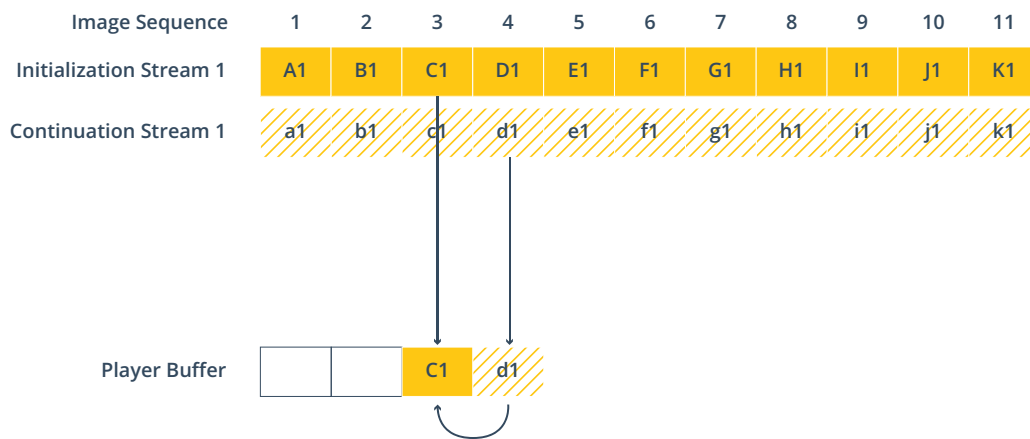 Image Sequence 1 2 3 4 5 6 7 8 9 10 11
Initialization Stream 1 A1 B1 C1 D1 E1 F1 G1 H1 I1 J1 K1
Continuation Stream 1 a1 b1 c1 d1 e1 f1 g1 h1 i1 j1 k1
Player Buffer C1 d1